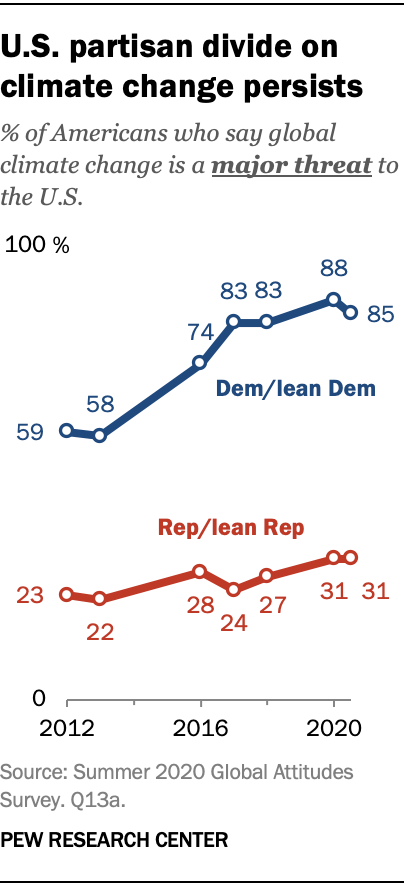 U.S. partisan divide on
climate change persists
% of Americans who say global
climate change is a major threat to
the U.S.
100 %
88
83 83
85
74
Dem/lean Dem
58
59
Rep/lean Rep
23
22
28
24
27
31 31
0
2012 2016 2020
Source: Summer 2020 Global Attitudes
Survey. Q13a.
PEW RESEARCH CENTER